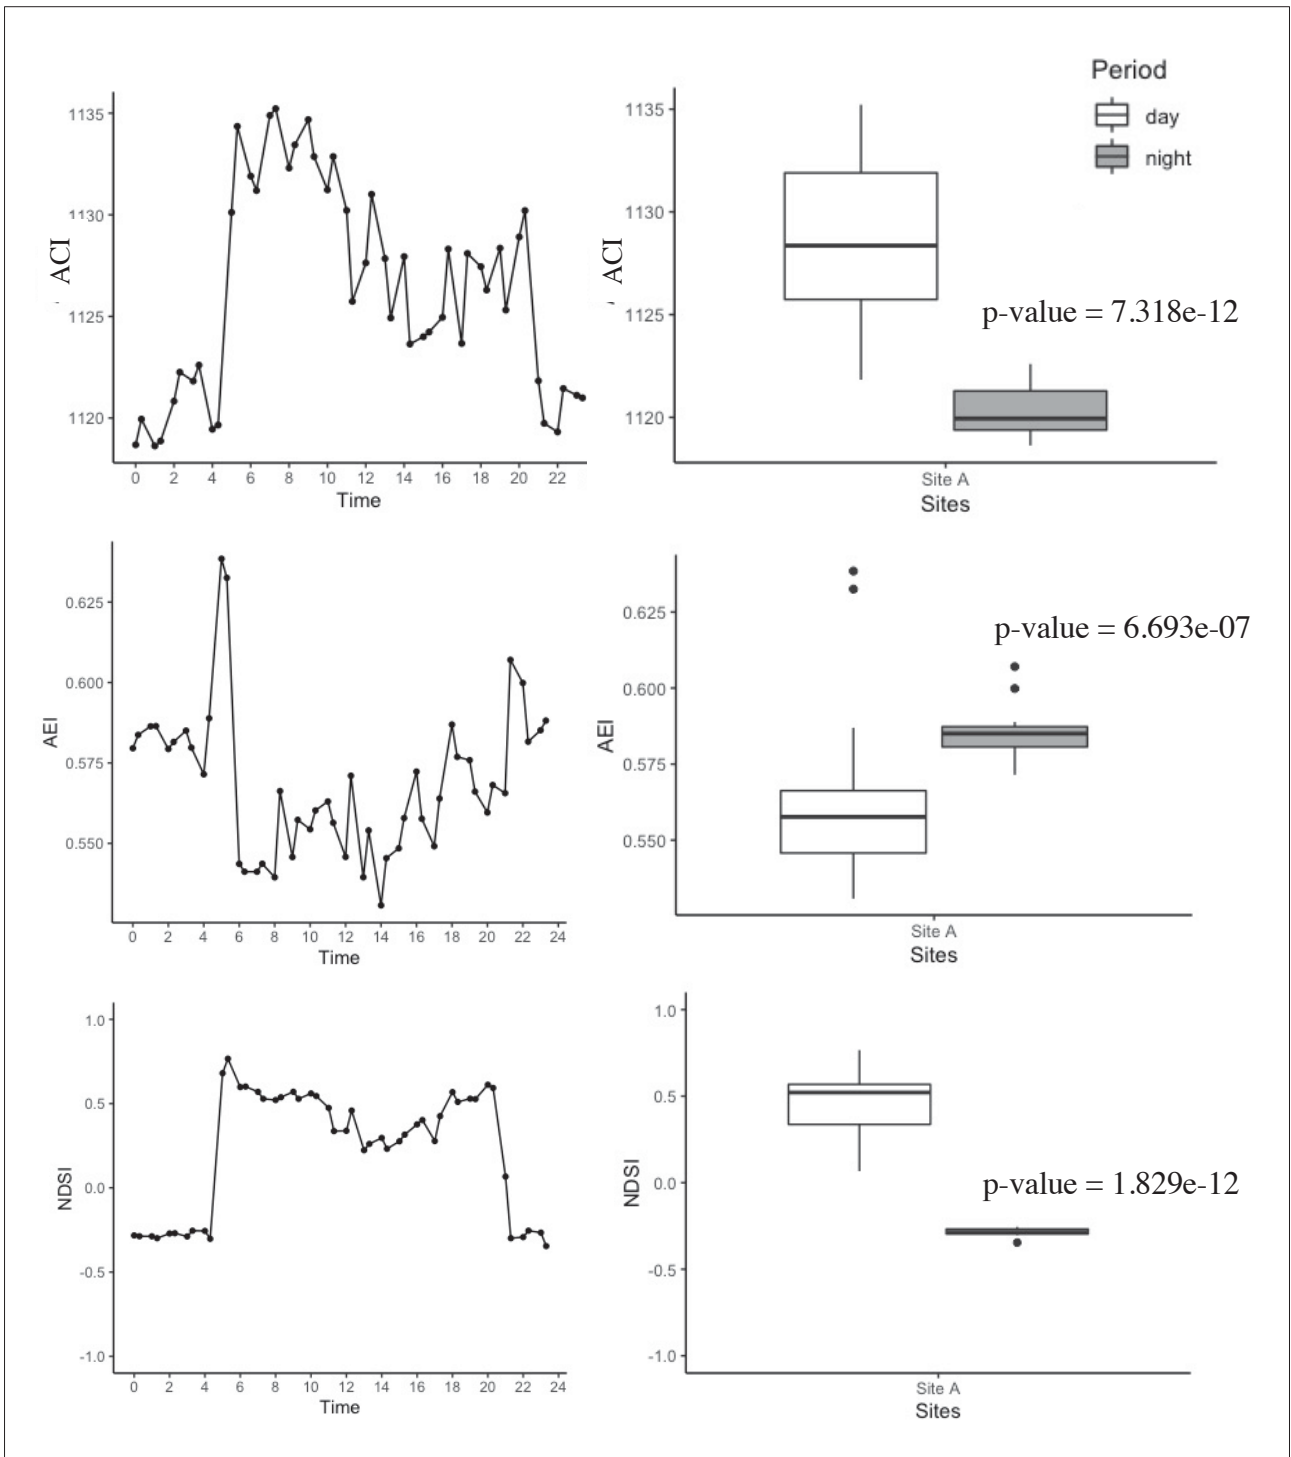 Period
day
night
1135
1130
1125
1120
ACI
0 2 4 6 8 10 12 14 16 18 20 22
Time
1135
1130
1125
1120
ACI
p-value = 7.318e-12
Site A
Sites
0.625
0.600
0.575
0.550
AEI
0 2 4 6 8 10 12 14 16 18 20 22 24
Time
0.625
0.600
0.575
0.550
AEI
p-value = 6.693e-07
Site A
Sites
1.0
0.5
0.0
-0.5
-1.0
NDSI
0 2 4 6 8 10 12 14 16 18 20 22 24
Time
1.0
0.5
0.0
-0.5
-1.0
NDSI
p-value = 1.829e-12
Site A
Sites